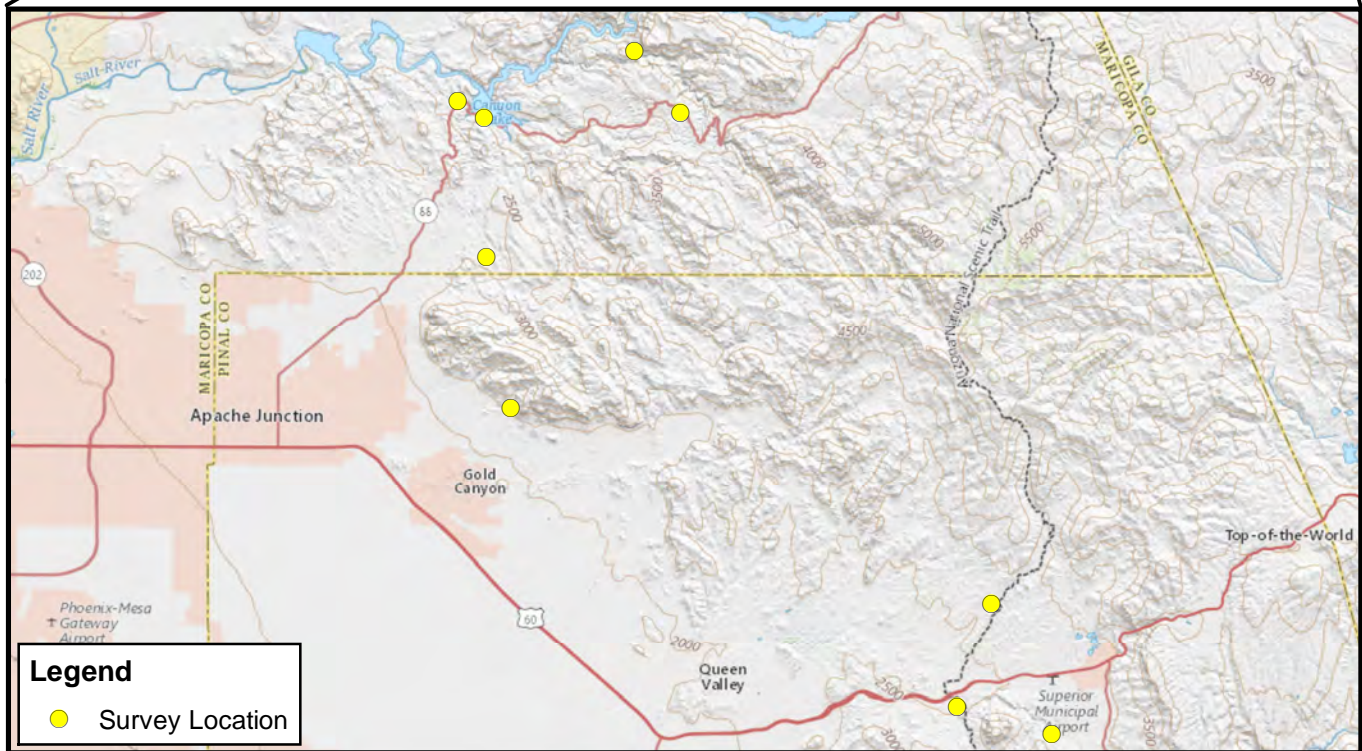 Salt River
Salt River
Canyon
Lake
GILA CO
MARICOPA CO
3500
4000
3500
2500
88
5000
5500
National Scenic Trail
202
MARICOPA CO
PINAL CO
3000
4500
Apache Junction
Gold
Canyon
Top-of-the-World
Phoenix-Mesa
Gateway
Airport
60
2000
Queen
Valley
2500
Superior
Municipal
Airport
3000
3500
Legend
Survey Location